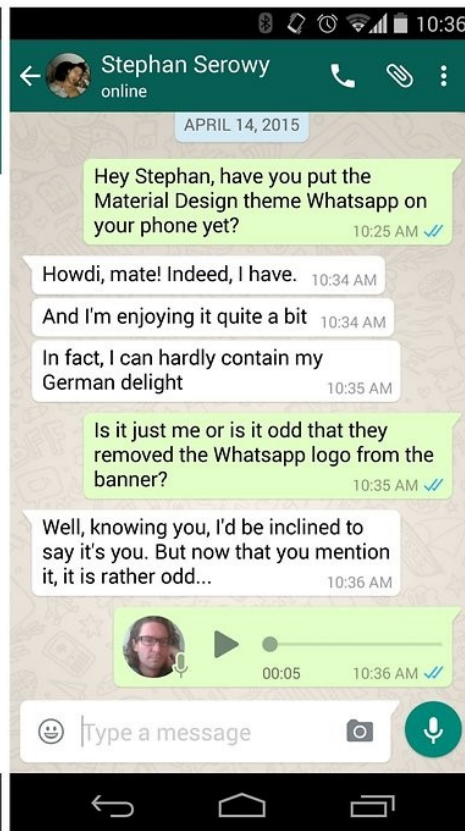 10:36
Stephan Serowy
online
APRIL 14, 2015
Hey Stephan, have you put the
Material Design theme Whatsapp on
your phone yet?
10:25 AM
Howdi, mate! Indeed, I have. 10:34 AM
And I'm enjoying it quite a bit 10:34 AM
In fact, I can hardly contain my
German delight
10:35 AM
Is it just me or is it odd that they
removed the Whatsapp logo from the
banner?
10:35 AM
Well, knowing you, I'd be inclined to
say it's you. But now that you mention
it, it is rather odd...
10:36 AM
00:05 10:36 AM
Type a message